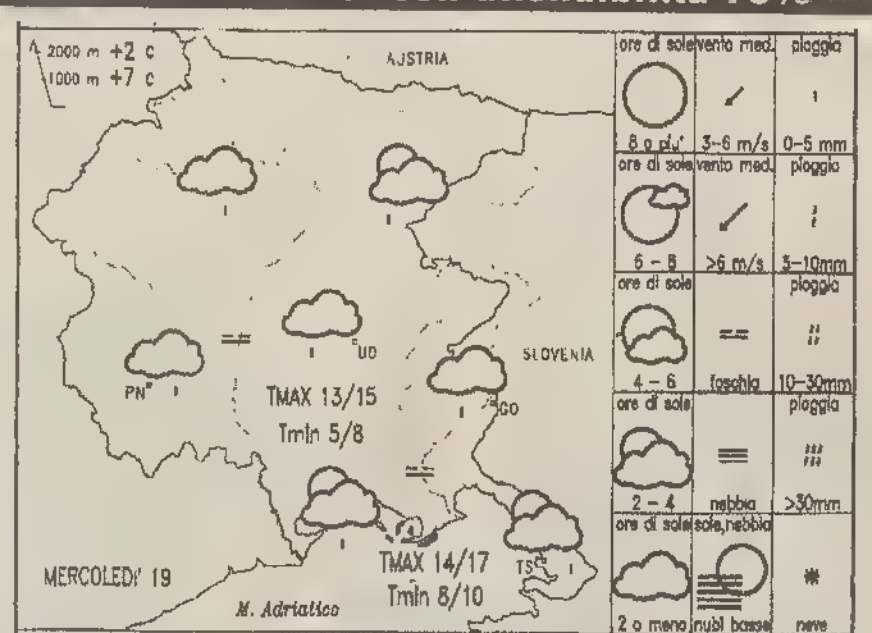 70%
2000 m +2 c
1000 m +7 c
AUSTRIA
UD
SLOVENIA
PN
GO
TMAX 13/15
Tmin 5/8
TS
TMAX 14/17
Tmin 8/10
MERCOLEDI' 19
M. Adriatico
ore di sole vento med. pioggia
8 o piu' 3-6 m/s 0-5 mm
ore di sole vento med. pioggia
6 - 8 >6 m/s 5-10mm
ore di sole pioggia
4 - 6 foschia 10-30mm
ore di sole pioggia
2 - 4 nebbia >30mm
ore di sole sole,nebbia
2 o meno nubi basse neve